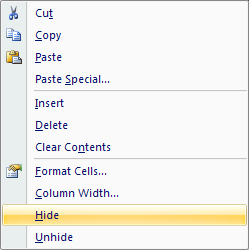 Cut
Copy
Paste
Paste Special...
Insert
Delete
Clear Contents
Format Cells...
Column Width...
Hide
Unhide